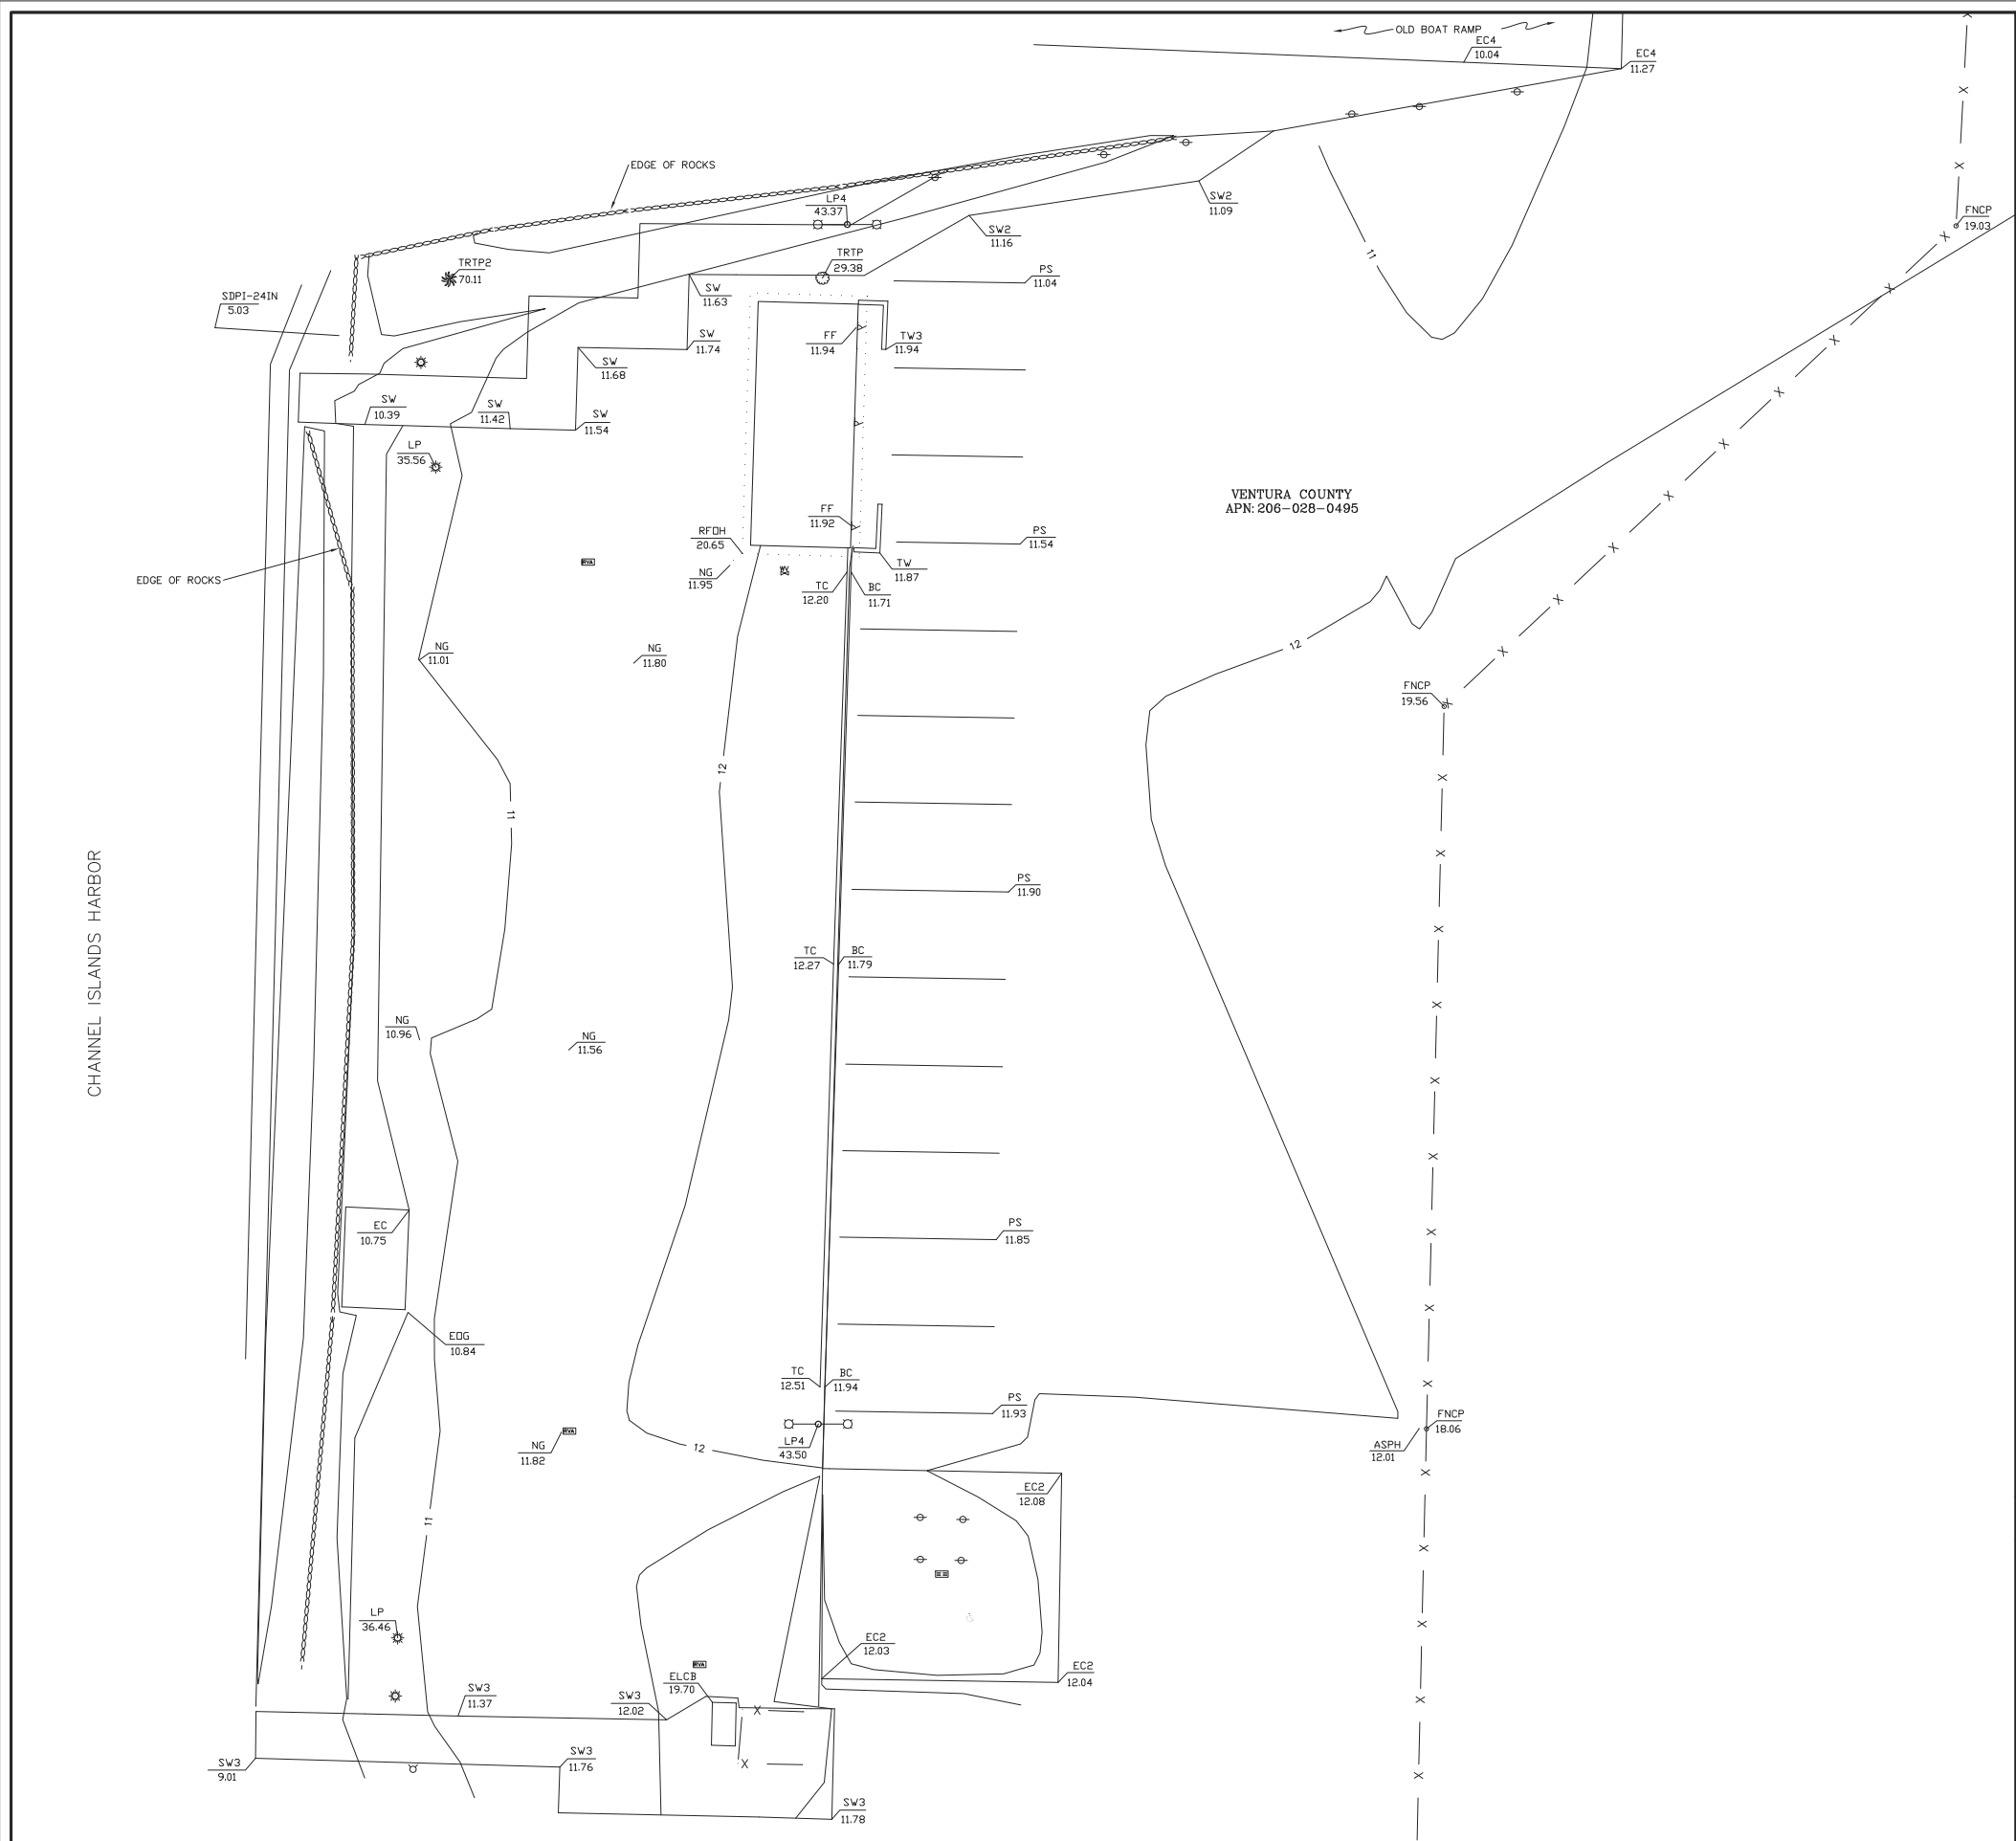 OLD BOAT RAMP
EC4
10.04
EC4
11.27
X
X
EDGE OF ROCKS
X
LP4
43.37
SW2
11.09
FNCP
19.03
SW2
11.16
X
TRTP
29.38
11
TRTP2
70.11
PS
11.04
SDPI-24IN
5.03
SW
11.63
X
FF
11.94
TW3
11.94
SW
11.74
X
SW
11.68
X
SW
10.39
SW
11.42
SW
11.54
X
LP
35.56
VENTURA COUNTY
APN: 206-028-0495
X
FF
11.92
RFOH
20.65
PS
11.54
X
NG
11.95
WV
TW
11.87
EDGE OF ROCKS
TC
12.20
BC
11.71
X
NG
11.01
NG
11.80
12
X
FNCP
19.56
X
12
X
11
X
CHANNEL ISLANDS HARBOR
PS
11.90
X
TC
12.27
BC
11.79
X
NG
10.96
NG
11.56
X
X
EC
10.75
PS
11.85
X
X
EOG
10.84
TC
12.51
BC
11.94
X
PS
11.93
FNCP
18.06
NG
11.82
12
LP4
43.50
ASPH
12.01
X
EC2
12.08
11
X
LP
36.46
X
EC2
12.03
ELCB
19.70
EC2
12.04
SW3
11.37
SW3
12.02
X
X
SW3
9.01
SW3
11.76
X
X
SW3
11.78